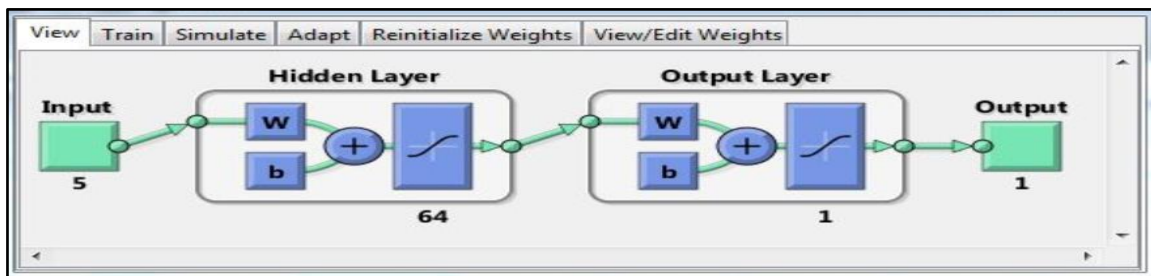 View Train Simulate Adapt Reinitialize Weights View/Edit Weights
Hidden Layer Output Layer
Input Output
W W
+ +
b b
5 1
64 1